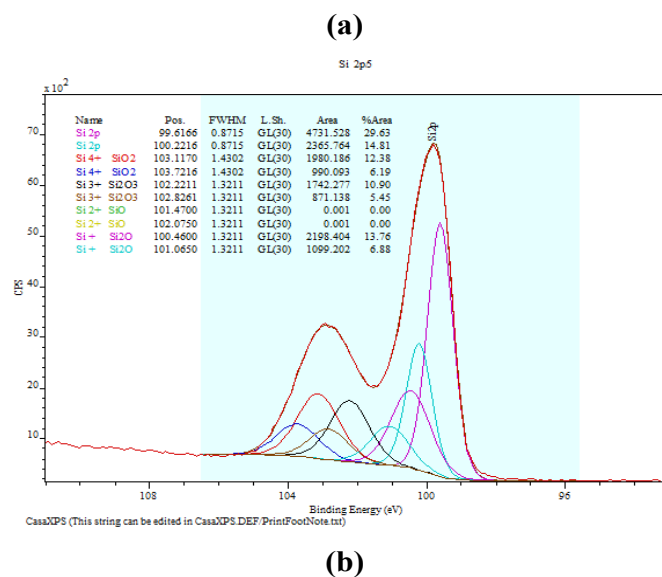 (a)
Si 2p5
x 10²
Name Pos. FWHM L.Sh. Area %Area
Si 2p 99.6166 0.8715 GL(30) 4731.528 29.63
Si 2p 100.2216 0.8715 GL(30) 2365.764 14.81
Si 4+ SiO2 103.1170 1.4302 GL(30) 1980.186 12.38
Si 4+ SiO2 103.7216 1.4302 GL(30) 990.093 6.19
Si 3+ Si2O3 102.2211 1.3211 GL(30) 1742.277 10.90
Si 3+ Si2O3 102.8261 1.3211 GL(30) 871.138 5.45
Si 2+ SiO 101.4700 1.3211 GL(30) 0.001 0.00
Si 2+ SiO 102.0750 1.3211 GL(30) 0.001 0.00
Si + Si2O 100.4600 1.3211 GL(30) 2198.404 13.76
Si + Si2O 101.0650 1.3211 GL(30) 1099.202 6.88
Si2p
70
60
50
40
30
20
10
CPS
108 104 100 96
Binding Energy (eV)
CasaXPS (This string can be edited in CasaXPS.DEF/PrintFootNote.txt)
(b)